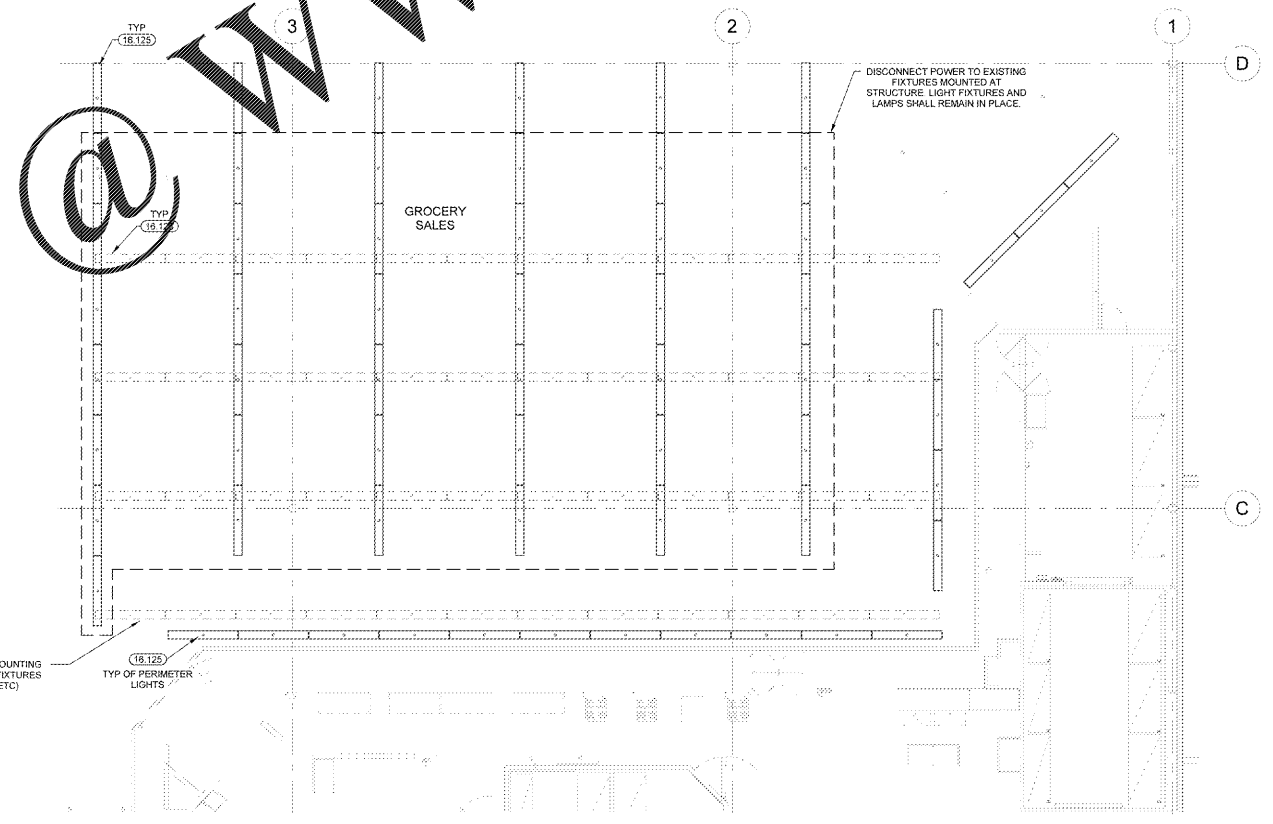 @ W W
TYP
16.125
3
2
1
D
DISCONNECT POWER TO EXISTING
FIXTURES MOUNTED AT
STRUCTURE. LIGHT FIXTURES AND
LAMPS SHALL REMAIN IN PLACE.
GROCERY
SALES
TYP
16.125
C
OUNTING
IXTURES
ETC)
16.125
TYP OF PERIMETER
LIGHTS